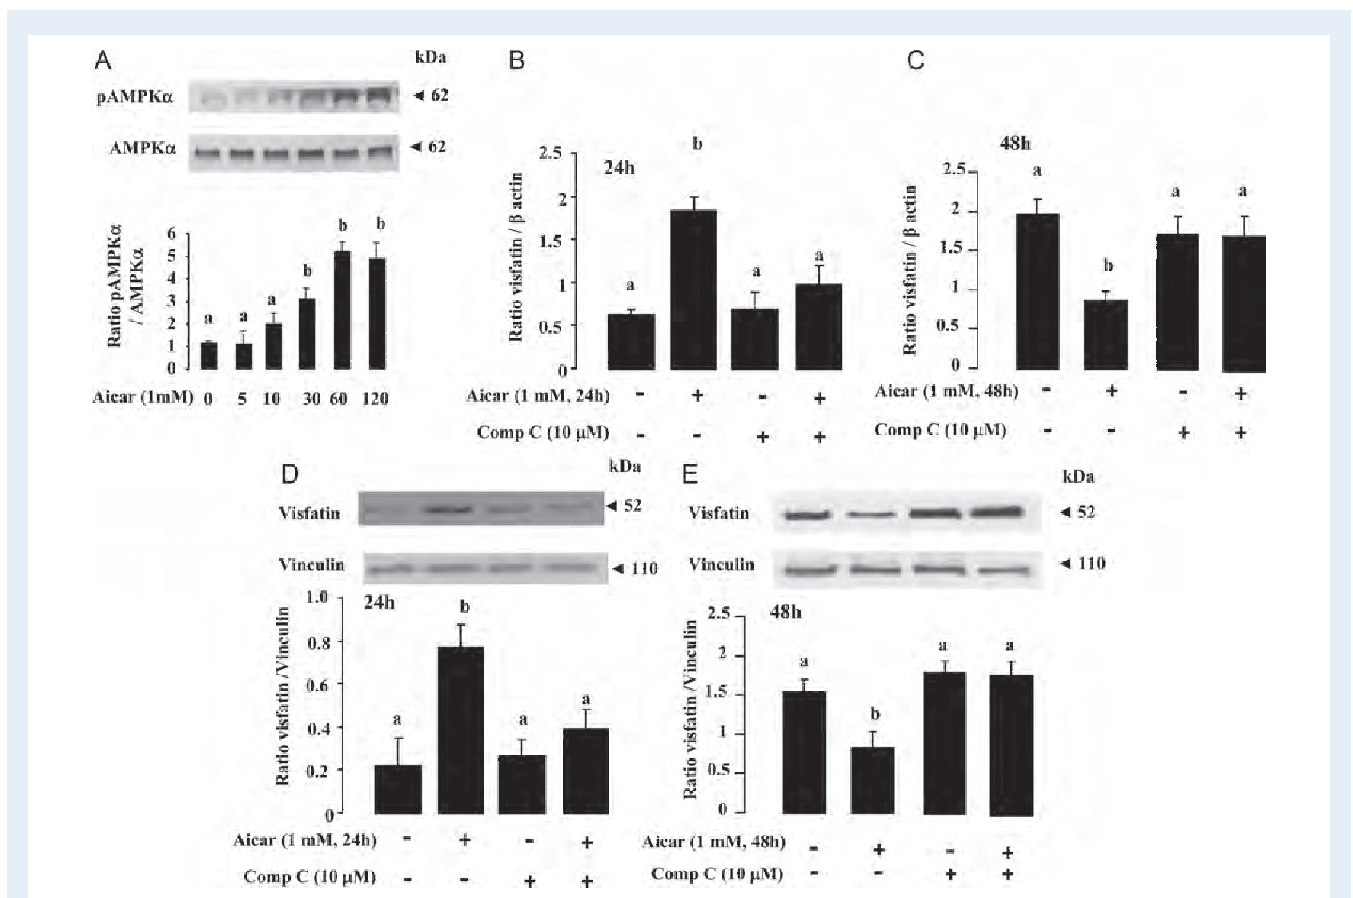 A
kDa
pAMPKα
◄ 62
AMPKα
◄ 62
Ratio pAMPKα
/ AMPKα
6
5
4
3
2
1
0
a
a
a
b
b
b
Aicar (1mM) 0 5 10 30 60 120
B
24h
Ratio visfatin / β actin
2.5
2
1.5
1
0.5
0
a
b
a
a
Aicar (1 mM, 24h) - + - +
Comp C (10 μM) - - + +
C
48h
Ratio visfatin / β actin
2.5
2
1.5
1
0.5
0
a
b
a
a
Aicar (1 mM, 48h) - + - +
Comp C (10 μM) - - + +
D
kDa
Visfatin
◄ 52
Vinculin
◄ 110
24h
Ratio visfatin /Vinculin
1.0
0.8
0.6
0.4
0.2
0
a
b
a
a
Aicar (1 mM, 24h) - + - +
Comp C (10 μM) - - + +
E
kDa
Visfatin
◄ 52
Vinculin
◄ 110
48h
Ratio visfatin /Vinculin
2.5
2
1.5
1
0.5
0
a
b
a
a
Aicar (1 mM, 48h) - + - +
Comp C (10 μM) - - + +